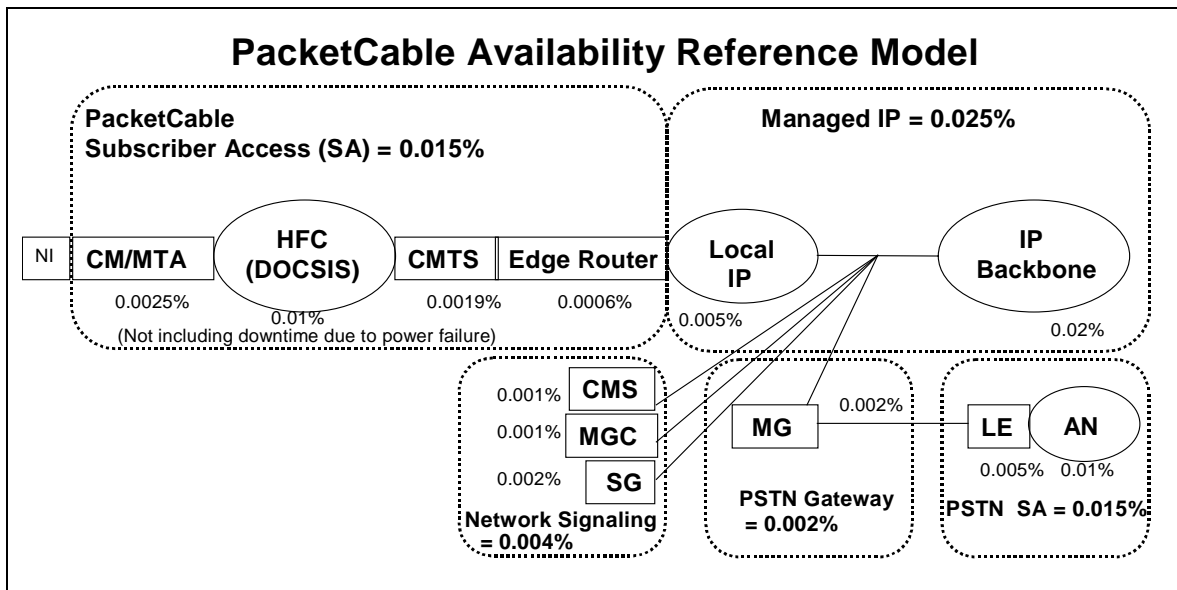 PacketCable Availability Reference Model
PacketCable
Subscriber Access (SA) = 0.015%
Managed IP = 0.025%
NI
CM/MTA
HFC
(DOCSIS)
CMTS
Edge Router
Local
IP
IP
Backbone
0.0025%
0.01%
0.0019%
0.0006%
0.005%
0.02%
(Not including downtime due to power failure)
0.001%
CMS
0.001%
MGC
0.002%
SG
Network Signaling
= 0.004%
MG
0.002%
PSTN Gateway
= 0.002%
LE
AN
0.005%
0.01%
PSTN SA = 0.015%